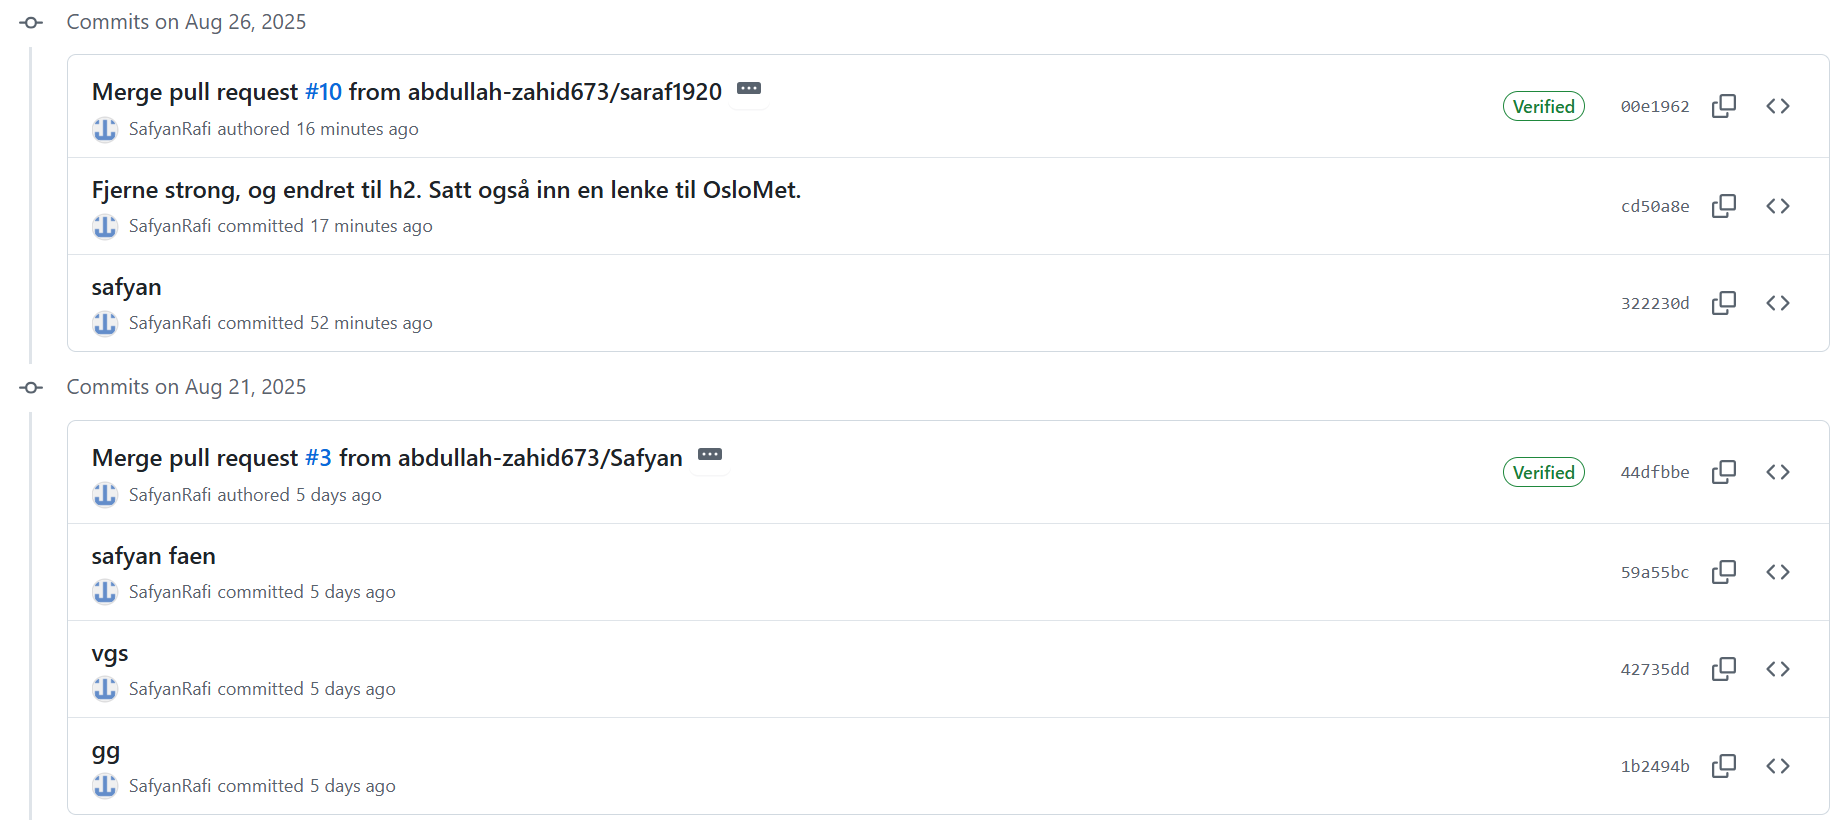 Commits on Aug 26, 2025
Merge pull request #10 from abdullah-zahid673/saraf1920
SafyanRafi authored 16 minutes ago
Verified
00e1962
Fjerne strong, og endret til h2. Satt også inn en lenke til OsloMet.
SafyanRafi committed 17 minutes ago
cd50a8e
safyan
SafyanRafi committed 52 minutes ago
322230d
Commits on Aug 21, 2025
Merge pull request #3 from abdullah-zahid673/Safyan
SafyanRafi authored 5 days ago
Verified
44dfbbe
safyan faen
SafyanRafi committed 5 days ago
59a55bc
vgs
SafyanRafi committed 5 days ago
42735dd
gg
SafyanRafi committed 5 days ago
1b2494b